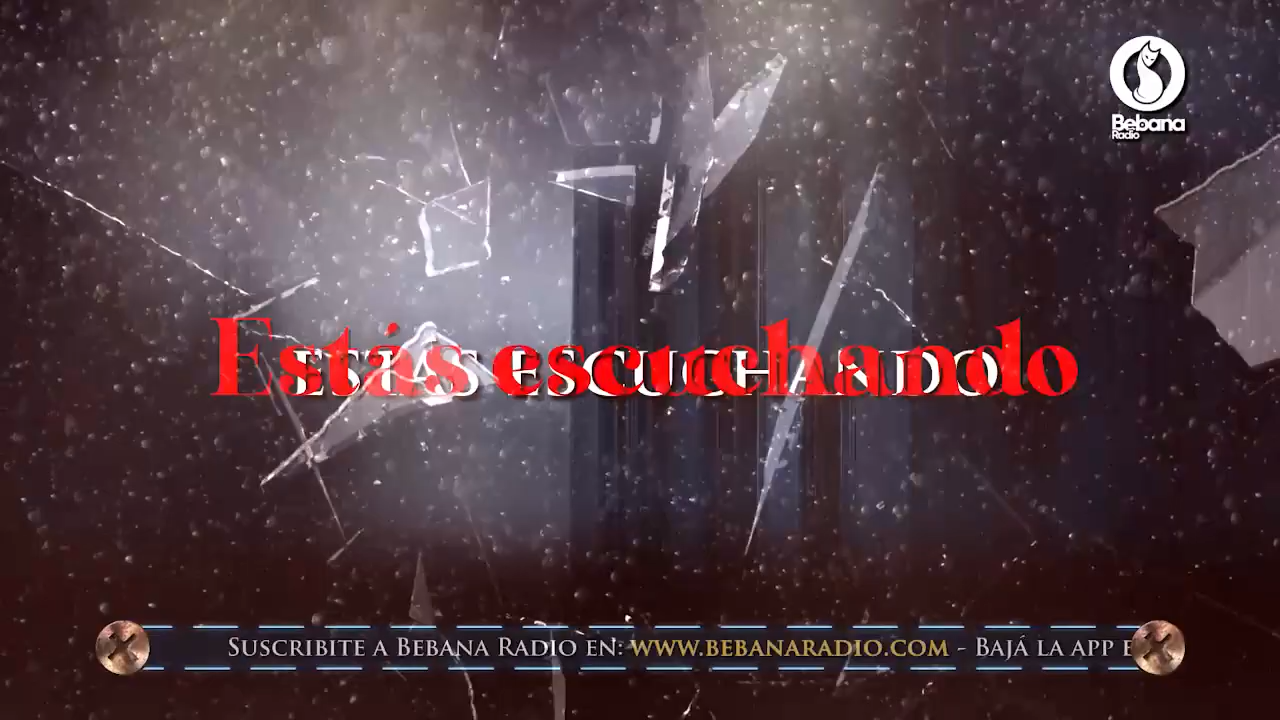 Bebana
Radio
Estás escuchando
ESTÁS ESCUCHANDO
SUSCRIBITE A BEBANA RADIO EN: WWW.BEBANARADIO.COM - BAJÁ LA APP E